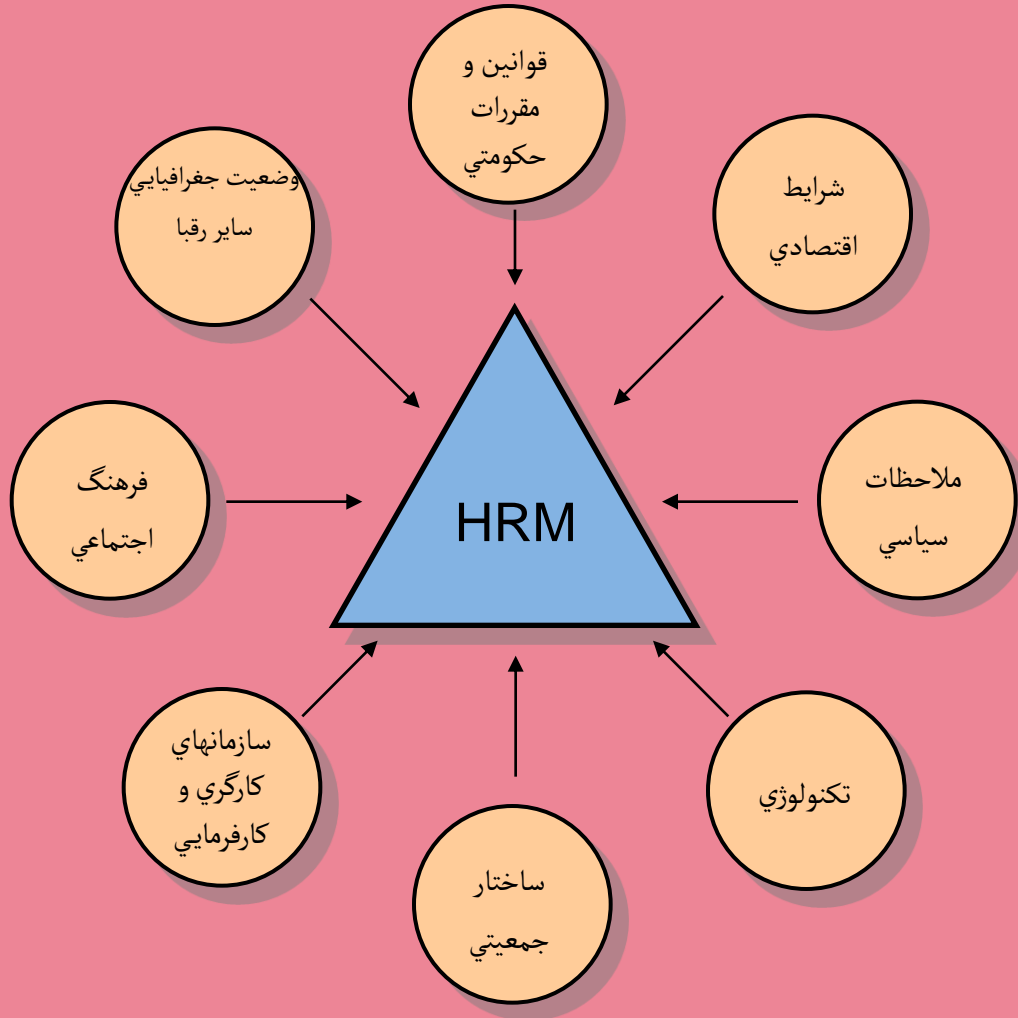 قوانين و
مقررات
حكومتي
شرايط
اقتصادي
وضعيت جغرافيايي
ساير رقبا
ملاحظات
سياسي
فرهنگ
اجتماعي
HRM
سازمانهاي
كارگري و
كارفرمايي
تكنولوژي
ساختار
جمعيتي